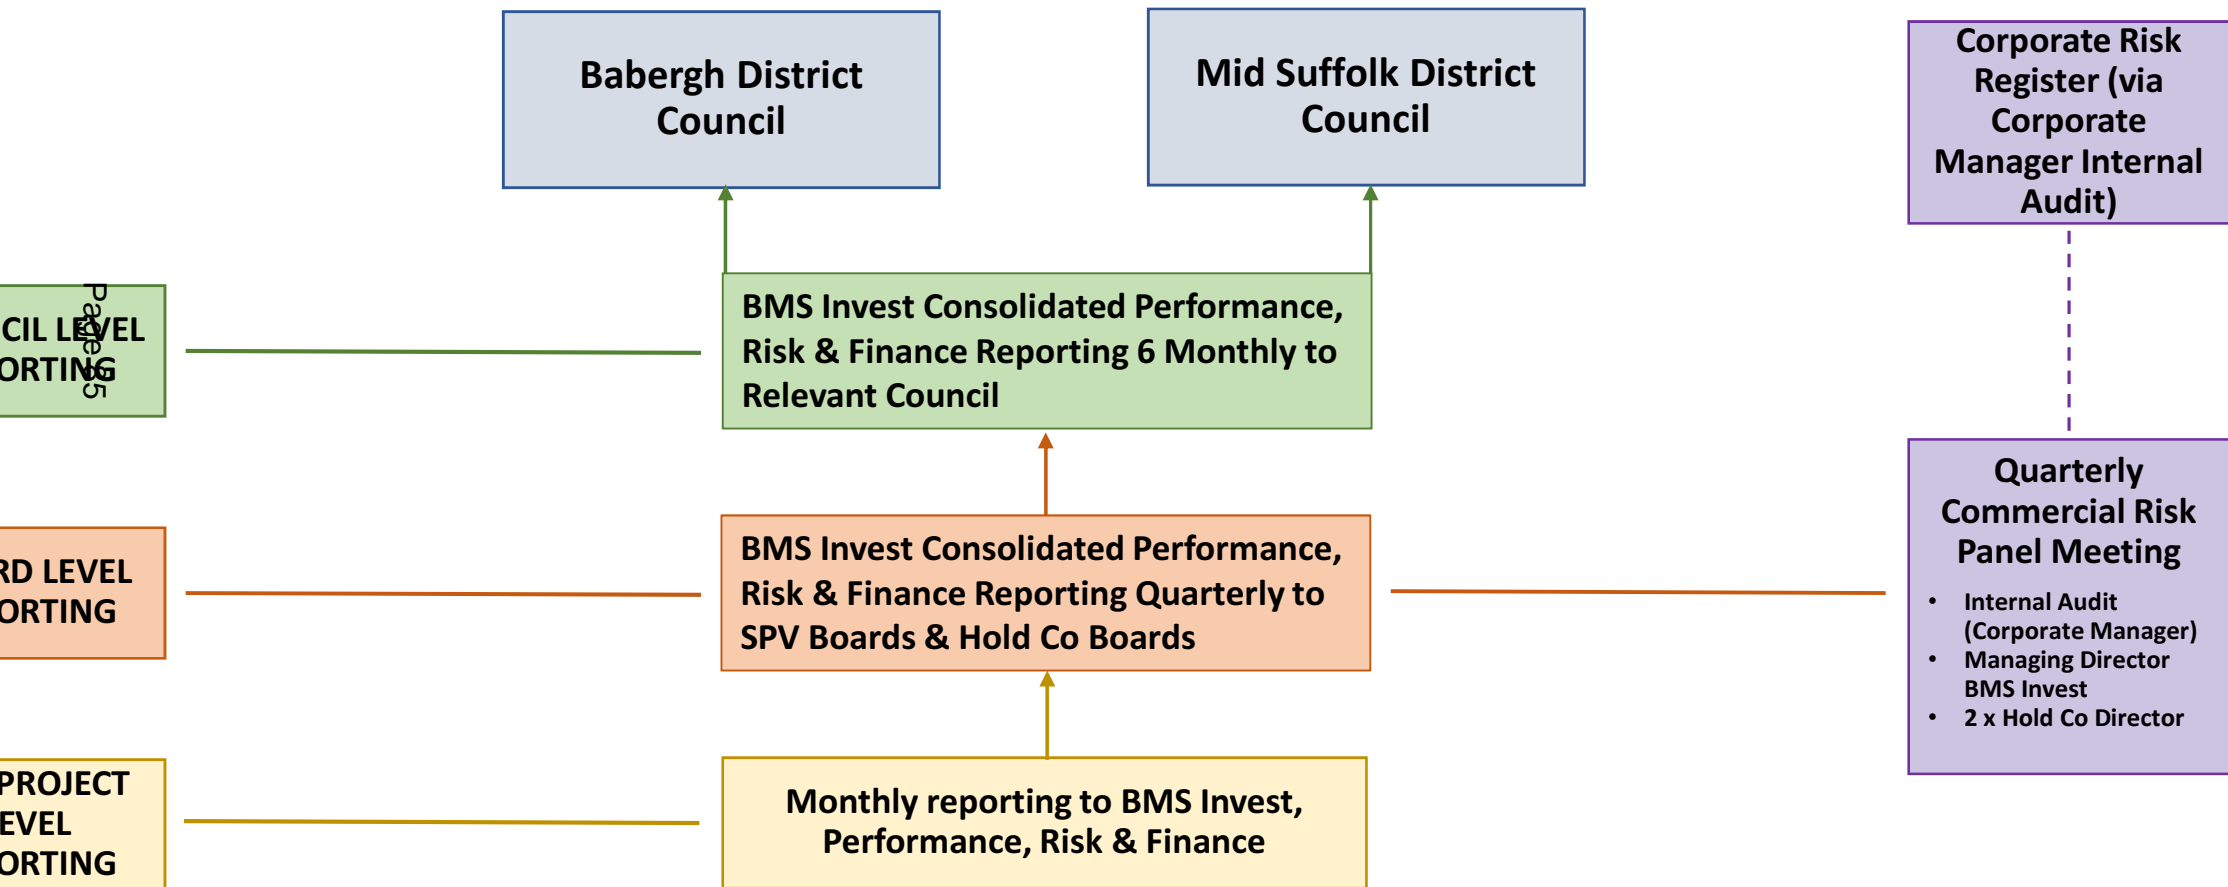 Babergh District
Council
Mid Suffolk District
Council
Corporate Risk
Register (via
Corporate
Manager Internal
Audit)
Page 85
CIL LEVEL
ORTING
BMS Invest Consolidated Performance,
Risk & Finance Reporting 6 Monthly to
Relevant Council
RD LEVEL
ORTING
BMS Invest Consolidated Performance,
Risk & Finance Reporting Quarterly to
SPV Boards & Hold Co Boards
Quarterly
Commercial Risk
Panel Meeting
• Internal Audit
(Corporate Manager)
• Managing Director
BMS Invest
• 2 x Hold Co Director
PROJECT
EVEL
ORTING
Monthly reporting to BMS Invest,
Performance, Risk & Finance